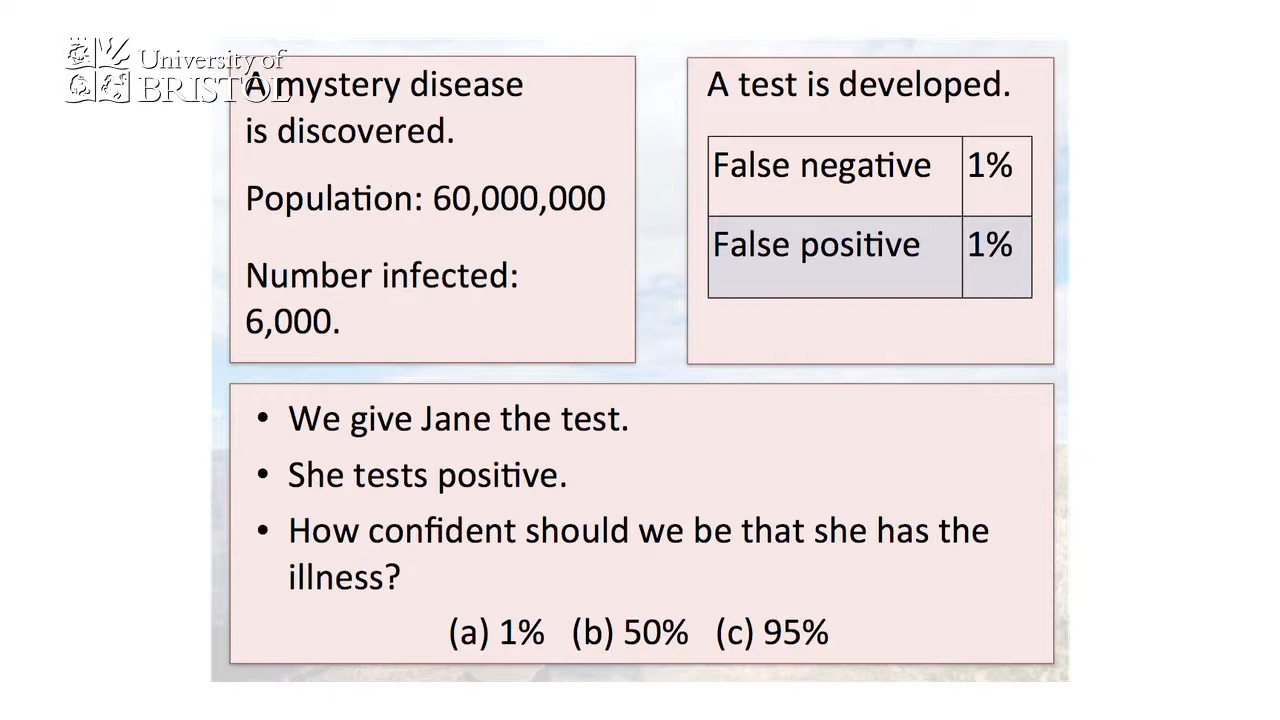 University of
BRISTOL
A mystery disease
is discovered.
Population: 60,000,000
Number infected:
6,000.
A test is developed.
False negative 1%
False positive 1%
• We give Jane the test.
• She tests positive.
• How confident should we be that she has the
illness?
(a) 1% (b) 50% (c) 95%